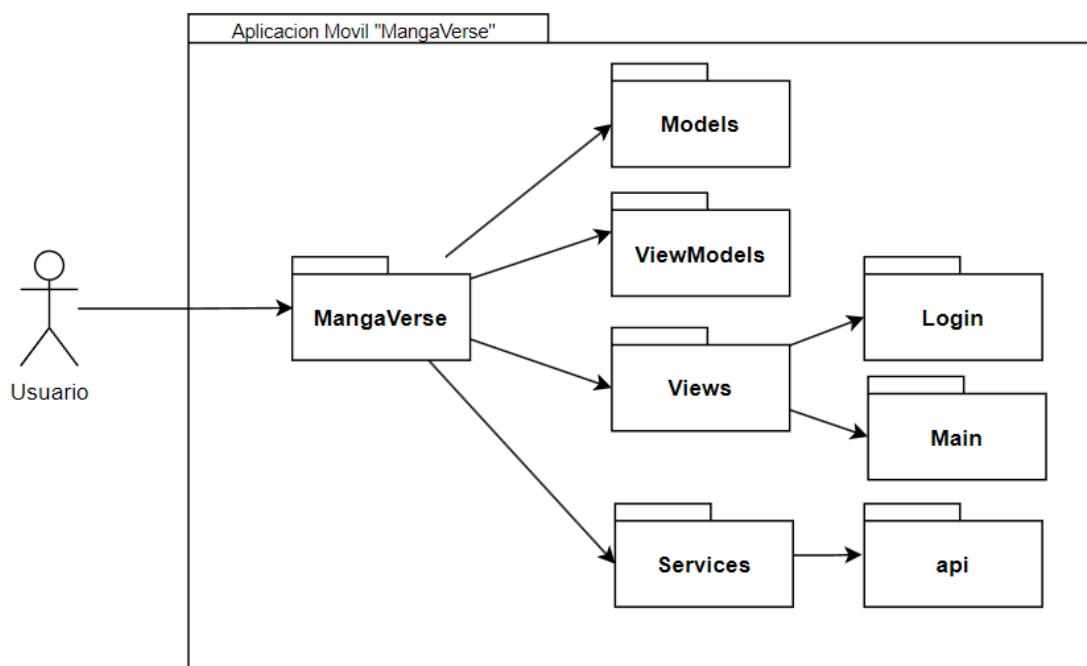 Aplicacion Movil "MangaVerse"
Models
ViewModels
MangaVerse
Login
Usuario
Views
Main
Services
api